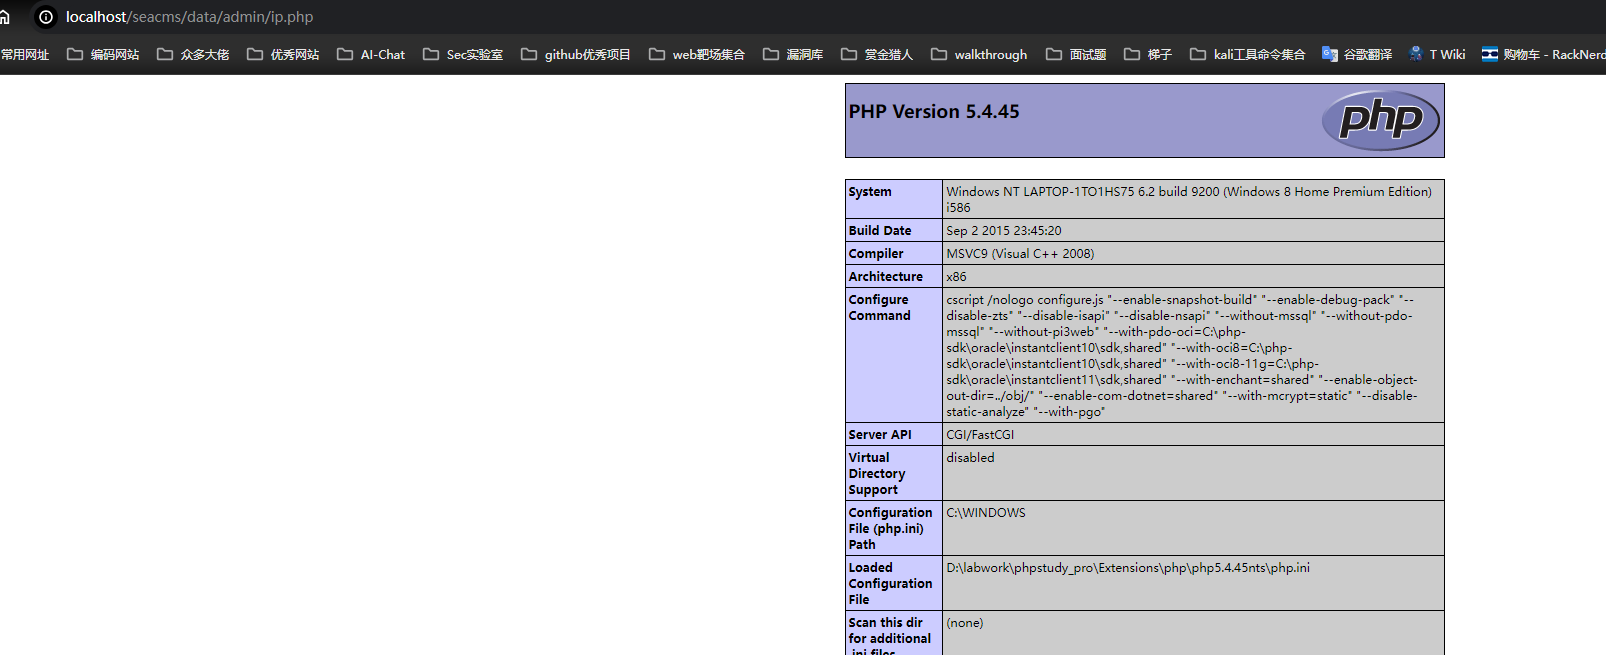 localhost/seacms/data/admin/ip.php
常用网址 编码网站 众多大佬 优秀网站 AI-Chat Sec实验室 github优秀项目 web靶场集合 漏洞库 赏金猎人 walkthrough 面试题 梯子 kali工具命令集合 谷歌翻译 T Wiki 购物车 - RackNerd
PHP Version 5.4.45
php
System
Windows NT LAPTOP-1TO1HS75 6.2 build 9200 (Windows 8 Home Premium Edition)
i586
Build Date
Sep 2 2015 23:45:20
Compiler
MSVC9 (Visual C++ 2008)
Architecture
x86
Configure
Command
cscript /nologo configure.js "--enable-snapshot-build" "--enable-debug-pack" "--
disable-zts" "--disable-isapi" "--disable-nsapi" "--without-mssql" "--without-pdo-
mssql" "--without-pi3web" "--with-pdo-oci=C:\php-
sdk\oracle\instantclient10\sdk,shared" "--with-oci8=C:\php-
sdk\oracle\instantclient10\sdk,shared" "--with-oci8-11g=C:\php-
sdk\oracle\instantclient11\sdk,shared" "--with-enchant=shared" "--enable-object-
out-dir=../obj/" "--enable-com-dotnet=shared" "--with-mcrypt=static" "--disable-
static-analyze" "--with-pgo"
Server API
CGI/FastCGI
Virtual
Directory
Support
disabled
Configuration
File (php.ini)
Path
C:\WINDOWS
Loaded
Configuration
File
D:\labwork\phpstudy_pro\Extensions\php\php5.4.45nts\php.ini
Scan this dir
for additional
.ini files
(none)